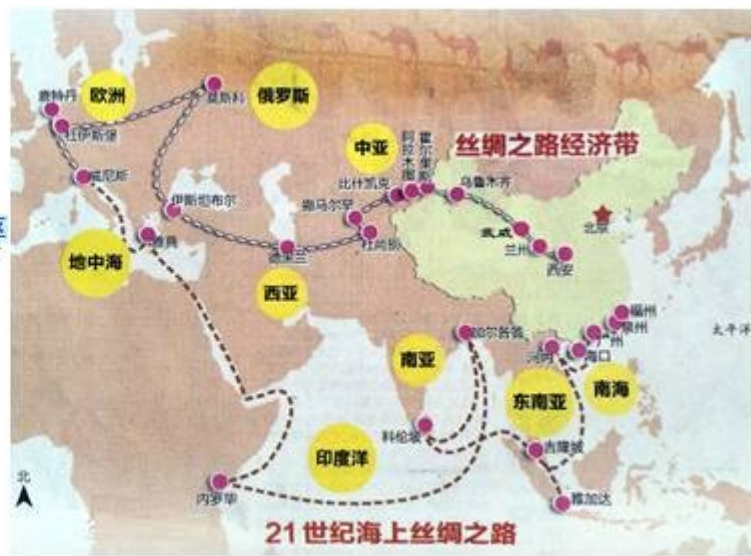 欧洲
俄罗斯
鹿特丹
杜伊斯堡
莫斯科
中亚
阿拉木图
霍尔果斯
丝绸之路经济带
威尼斯
比什凯克
乌鲁木齐
伊斯坦布尔
撒马尔罕
北京
雅典
武威
杜尚别
兰州
地中海
德黑兰
西安
西亚
福州
泉州
广州
太平洋
加尔各答
南亚
河内
海口
南海
东南亚
科伦坡
吉隆坡
印度洋
北
内罗毕
雅加达
21世纪海上丝绸之路